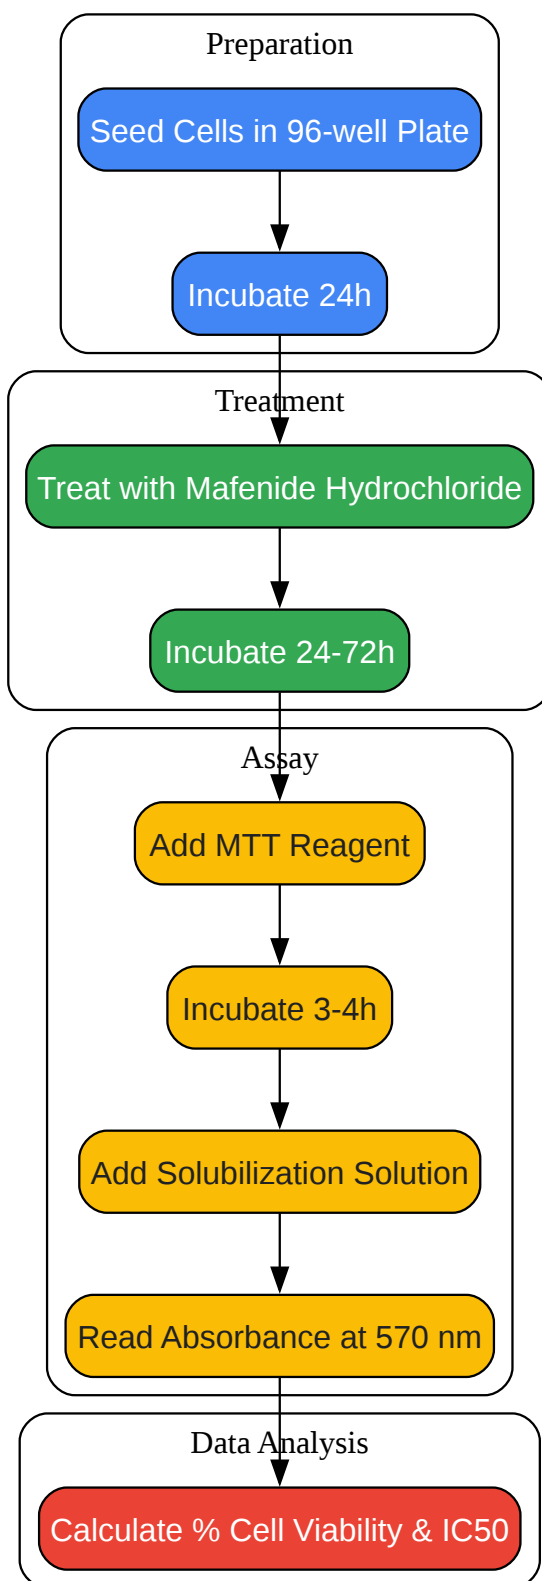 Preparation
Seed Cells in 96-well Plate
Incubate 24h
Treatment
Treat with Mafenide Hydrochloride
Incubate 24-72h
Assay
Add MTT Reagent
Incubate 3-4h
Add Solubilization Solution
Read Absorbance at 570 nm
Data Analysis
Calculate % Cell Viability & IC50